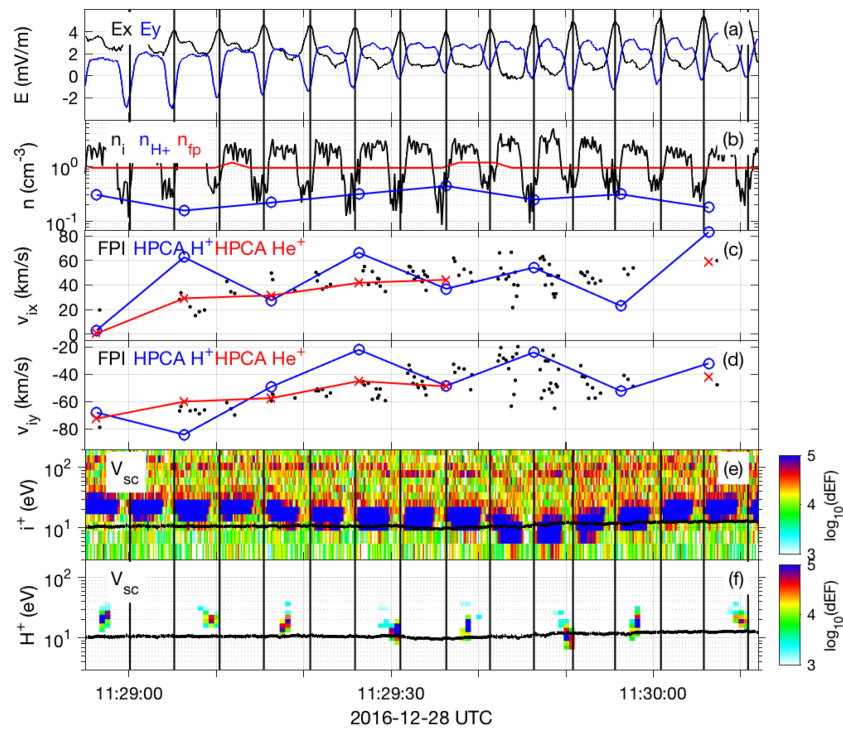 Ex Ey (a)
E (mV/m)
4
2
0
-2
n_i n_H+ n_fp (b)
n (cm^-3)
10^0
10^-1
FPI HPCA H^+ HPCA He^+ (c)
v_ix (km/s)
80
60
40
20
0
FPI HPCA H^+ HPCA He^+ (d)
v_iy (km/s)
-20
-40
-60
-80
V_sc (e)
i^+ (eV)
10^2
10^1
5
4
3
log_10(dEF)
V_sc (f)
H^+ (eV)
10^2
10^1
5
4
3
log_10(dEF)
11:29:00 11:29:30 11:30:00
2016-12-28 UTC